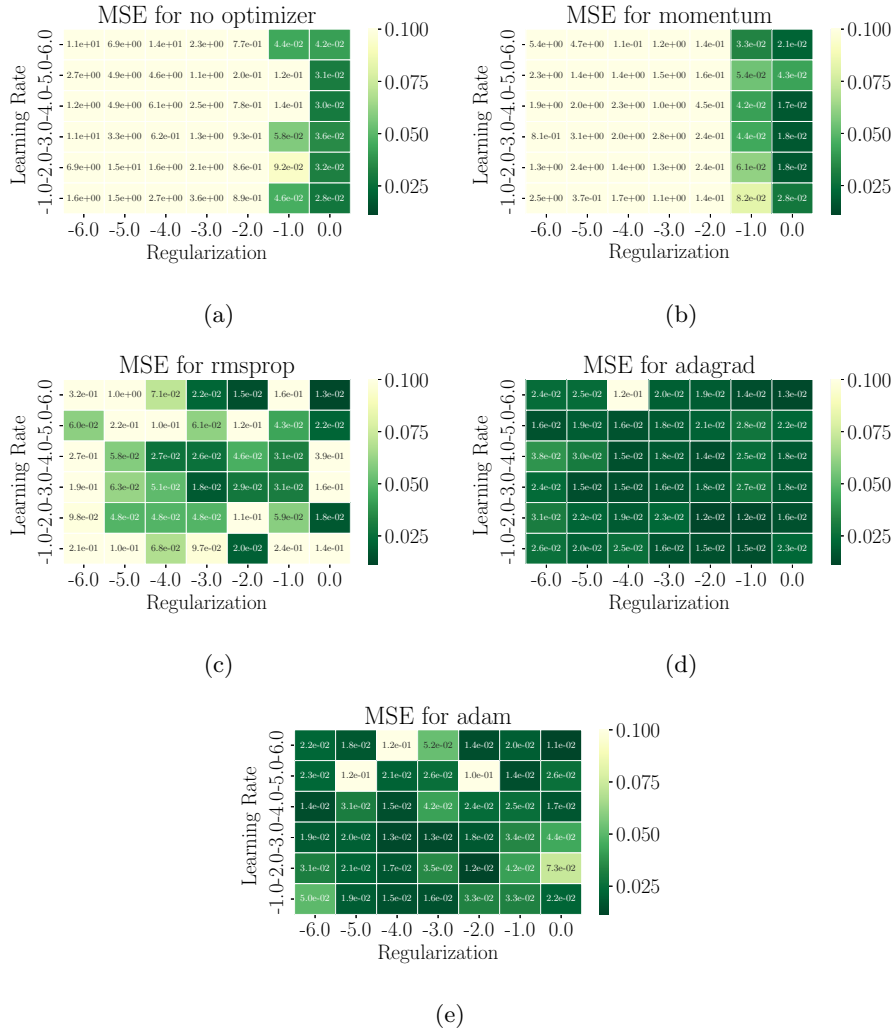 MSE for no optimizer
MSE for momentum
Learning Rate
-1.0-2.0-3.0-4.0-5.0-6.0
1.1e+01 6.9e+00 1.4e+01 2.3e+00 7.7e-01 4.4e-02 4.2e-02
2.7e+00 4.9e+00 4.6e+00 1.1e+00 2.0e-01 1.2e-01 3.1e-02
1.2e+00 4.9e+00 6.1e+00 2.5e+00 7.8e-01 1.4e-01 3.0e-02
1.1e+01 3.3e+00 6.2e-01 1.3e+00 9.3e-01 5.8e-02 3.6e-02
6.9e+00 1.5e+01 1.6e+00 2.1e+00 8.6e-01 9.2e-02 3.2e-02
1.6e+00 1.5e+00 2.7e+00 3.6e+00 8.9e-01 4.6e-02 2.8e-02
-6.0 -5.0 -4.0 -3.0 -2.0 -1.0 0.0
Regularization
0.100
0.075
0.050
0.025
(a)
Learning Rate
-1.0-2.0-3.0-4.0-5.0-6.0
5.4e+00 4.7e+00 1.1e-01 1.2e+00 1.4e-01 3.3e-02 2.1e-02
2.3e+00 1.4e+00 1.4e+00 1.5e+00 1.6e-01 5.4e-02 4.3e-02
1.9e+00 2.0e+00 2.3e+00 1.0e+00 4.5e-01 4.2e-02 1.7e-02
8.1e-01 3.1e+00 2.0e+00 2.8e+00 2.4e-01 4.4e-02 1.8e-02
1.3e+00 2.4e+00 1.4e+00 1.3e+00 2.4e-01 6.1e-02 1.8e-02
2.5e+00 3.7e-01 1.7e+00 1.1e+00 1.4e-01 8.2e-02 2.8e-02
-6.0 -5.0 -4.0 -3.0 -2.0 -1.0 0.0
Regularization
0.100
0.075
0.050
0.025
(b)
MSE for rmsprop
Learning Rate
-1.0-2.0-3.0-4.0-5.0-6.0
3.2e-01 1.0e+00 7.1e-02 2.2e-02 1.5e-02 1.6e-01 1.3e-02
6.0e-02 2.2e-01 1.0e-01 6.1e-02 1.2e-01 4.3e-02 2.2e-02
2.7e-01 5.8e-02 2.7e-02 2.6e-02 4.6e-02 3.1e-02 3.9e-01
1.9e-01 6.3e-02 5.1e-02 1.8e-02 2.9e-02 3.1e-02 1.6e-01
9.8e-02 4.8e-02 4.8e-02 4.8e-02 1.1e-01 5.9e-02 1.8e-02
2.1e-01 1.0e-01 6.8e-02 9.7e-02 2.0e-02 2.4e-01 1.4e-01
-6.0 -5.0 -4.0 -3.0 -2.0 -1.0 0.0
Regularization
0.100
0.075
0.050
0.025
(c)
MSE for adagrad
Learning Rate
-1.0-2.0-3.0-4.0-5.0-6.0
2.4e-02 2.5e-02 1.2e-01 2.0e-02 1.9e-02 1.4e-02 1.3e-02
1.6e-02 1.9e-02 1.6e-02 1.8e-02 2.1e-02 2.8e-02 2.2e-02
3.8e-02 3.0e-02 1.5e-02 1.8e-02 1.4e-02 2.5e-02 1.8e-02
2.4e-02 1.5e-02 1.5e-02 1.6e-02 1.8e-02 2.7e-02 1.8e-02
3.1e-02 2.2e-02 1.9e-02 2.3e-02 1.2e-02 1.2e-02 1.6e-02
2.6e-02 2.0e-02 2.5e-02 1.6e-02 1.5e-02 1.5e-02 2.3e-02
-6.0 -5.0 -4.0 -3.0 -2.0 -1.0 0.0
Regularization
0.100
0.075
0.050
0.025
(d)
MSE for adam
Learning Rate
-1.0-2.0-3.0-4.0-5.0-6.0
2.2e-02 1.8e-02 1.2e-01 5.2e-02 1.4e-02 2.0e-02 1.1e-02
2.3e-02 1.2e-01 2.1e-02 2.6e-02 1.0e-01 1.4e-02 2.6e-02
1.4e-02 3.1e-02 1.5e-02 4.2e-02 2.4e-02 2.5e-02 1.7e-02
1.9e-02 2.0e-02 1.3e-02 1.3e-02 1.8e-02 3.4e-02 4.4e-02
3.1e-02 2.1e-02 1.7e-02 3.5e-02 1.2e-02 4.2e-02 7.3e-02
5.0e-02 1.9e-02 1.5e-02 1.6e-02 3.3e-02 3.3e-02 2.2e-02
-6.0 -5.0 -4.0 -3.0 -2.0 -1.0 0.0
Regularization
0.100
0.075
0.050
0.025
(e)